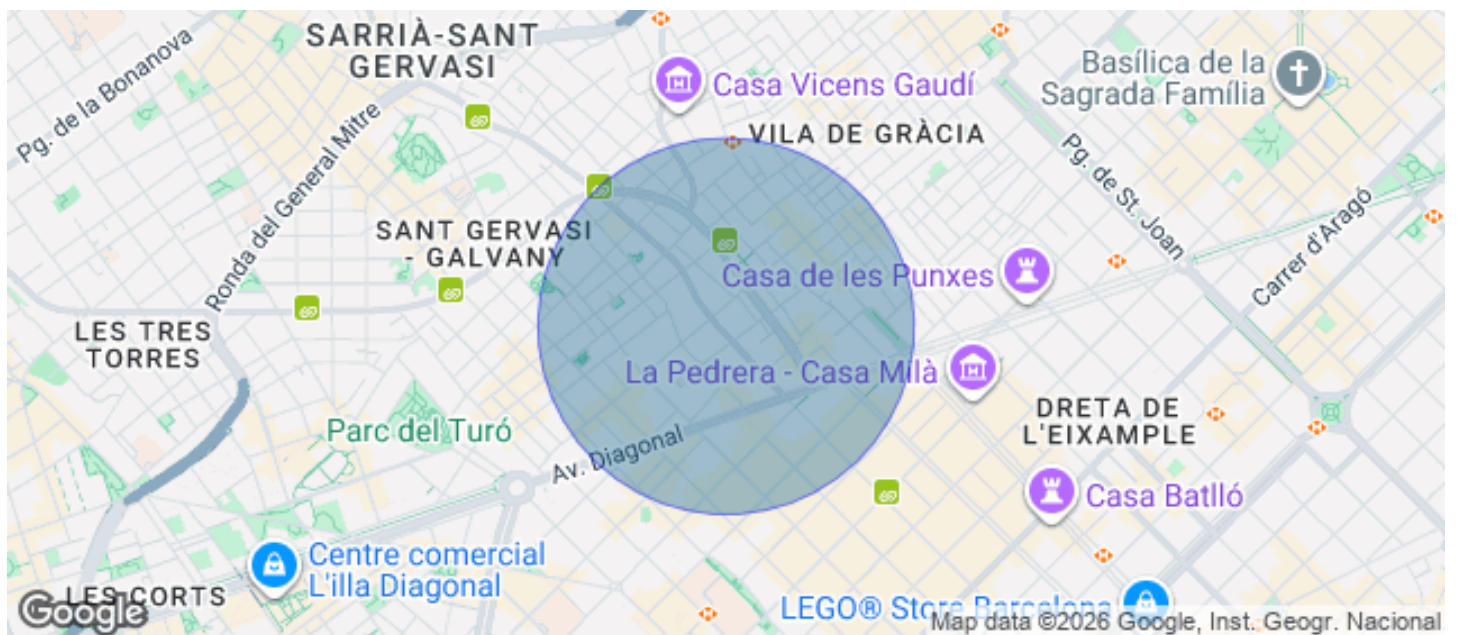 SARRIÀ-SANT
GERVASI
Pg. de la Bonanova
Casa Vicens Gaudí
Basílica de la
Sagrada Família
VILA DE GRÀCIA
Ronda del General Mitre
Pg. de St. Joan
SANT GERVASI
- GALVANY
Casa de les Punxes
Carrer d'Aragó
LES TRES
TORRES
La Pedrera - Casa Milà
Parc del Turó
DRETA DE
L'EIXAMPLE
Av. Diagonal
Casa Batlló
Centre comercial
L'illa Diagonal
LES CORTS
Google
LEGO® Store Barcelona
Map data ©2026 Google, Inst. Geogr. Nacional